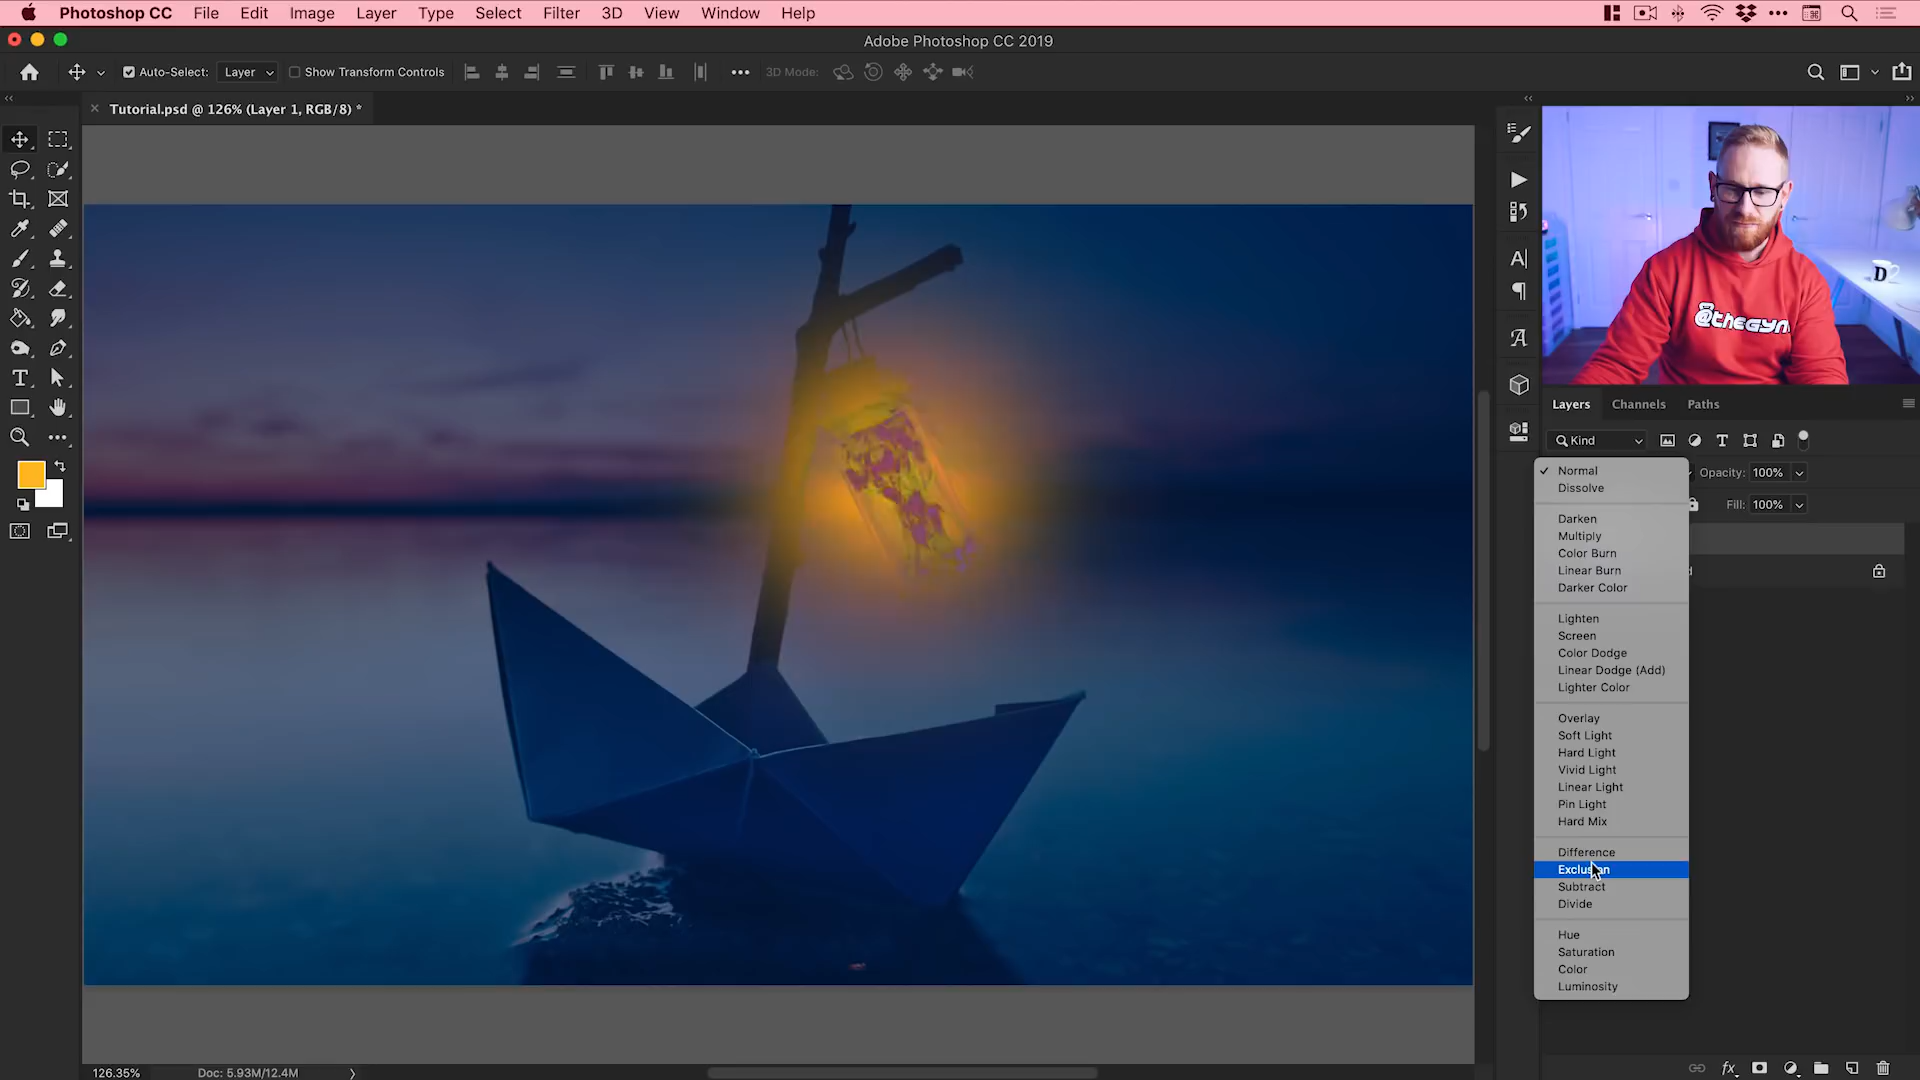 Photoshop CC File Edit Image Layer Type Select Filter 3D View Window Help
Adobe Photoshop CC 2019
Auto-Select: Layer Show Transform Controls 3D Mode:
Tutorial.psd @ 126% (Layer 1, RGB/8) *
D
@theGym
Layers Channels Paths
Kind
Normal
Opacity: 100%
Dissolve
Fill: 100%
Darken
Multiply
Color Burn
Linear Burn
Darker Color
Lighten
Screen
Color Dodge
Linear Dodge (Add)
Lighter Color
Overlay
Soft Light
Hard Light
Vivid Light
Linear Light
Pin Light
Hard Mix
Difference
Exclusion
Subtract
Divide
Hue
Saturation
Color
Luminosity
126.35% Doc: 5.93M/12.4M
fx